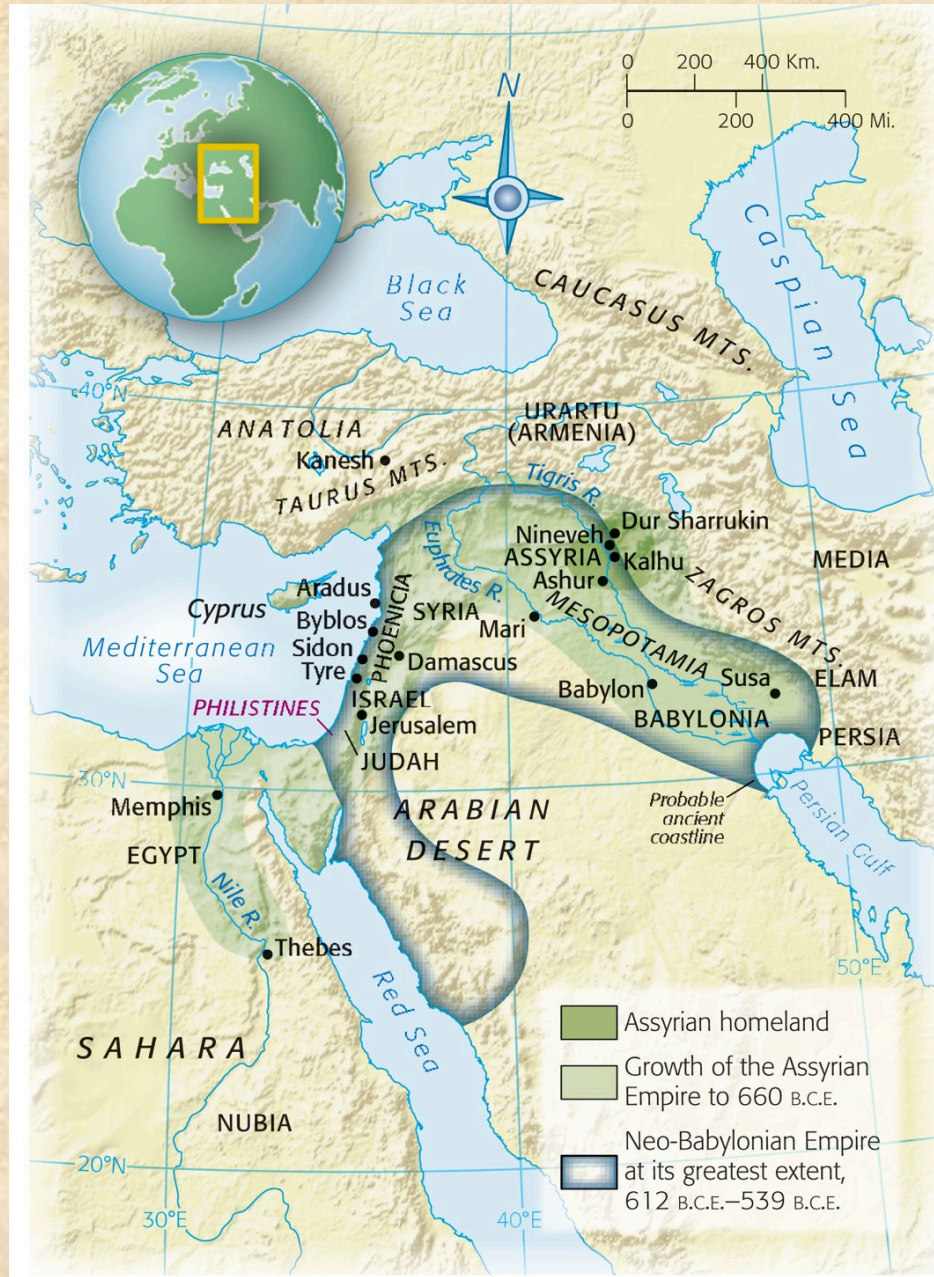 0 200 400 Km.
0 200 400 Mi.
N
Black
Sea
CAUCASUS MTS.
Caspian Sea
40°N
ANATOLIA
Kanesh
TAURUS MTS.
URARTU
(ARMENIA)
Tigris R.
Dur Sharrukin
Nineveh
ASSYRIA
Kalhu
Ashur
MEDIA
ZAGROS MTS.
Euphrates R.
MESOPOTAMIA
Cyprus
Aradus
Byblos
PHOENICIA
SYRIA
Mari
Mediterranean
Sea
Sidon
Tyre
Damascus
Babylon
Susa
ELAM
PHILISTINES
ISRAEL
Jerusalem
BABYLONIA
JUDAH
PERSIA
30°N
Memphis
ARABIAN
DESERT
Probable
ancient
coastline
Persian Gulf
EGYPT
Nile R.
Thebes
50°E
Red Sea
SAHARA
NUBIA
20°N
30°E
40°E
Assyrian homeland
Growth of the Assyrian
Empire to 660 B.C.E.
Neo-Babylonian Empire
at its greatest extent,
612 B.C.E.–539 B.C.E.